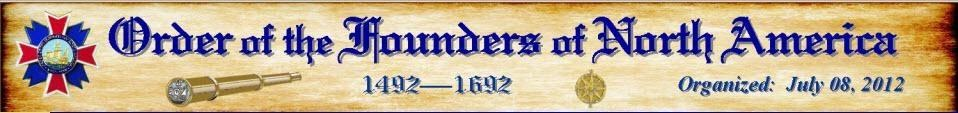 Order of the Founders of North America
1492—1692
Organized: July 08, 2012